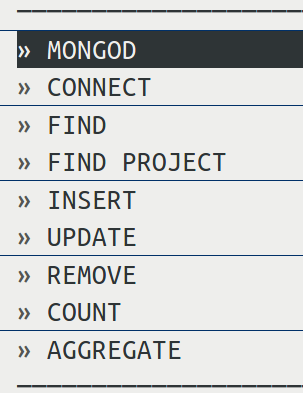 » MONGOD
» CONNECT
» FIND
» FIND PROJECT
» INSERT
» UPDATE
» REMOVE
» COUNT
» AGGREGATE